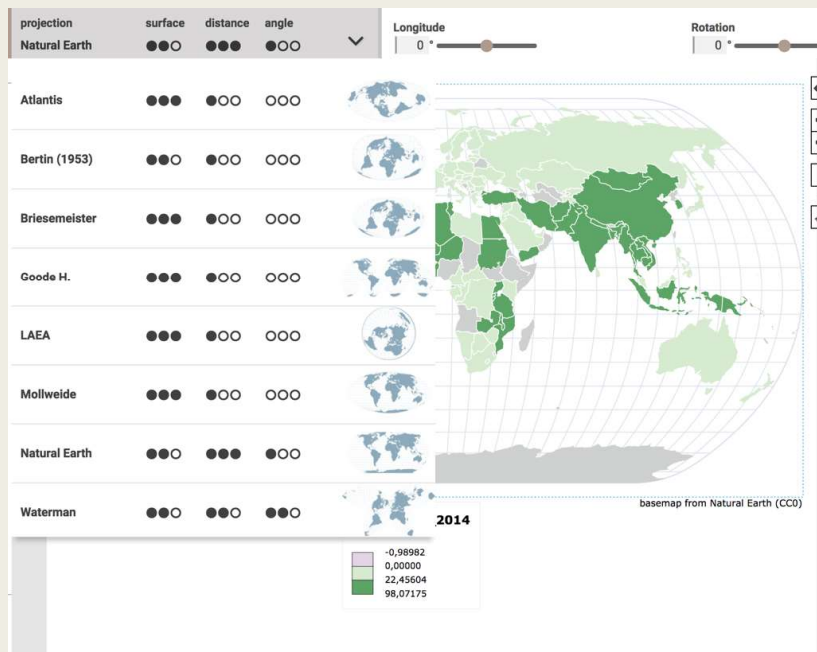 projection surface distance angle
Natural Earth
Longitude
0 °
Rotation
0 °
Atlantis
Bertin (1953)
Briesemeister
Goode H.
LAEA
Mollweide
Natural Earth
Waterman
basemap from Natural Earth (CC0)
_2014
-0,98982
0,00000
22,45604
98,07175